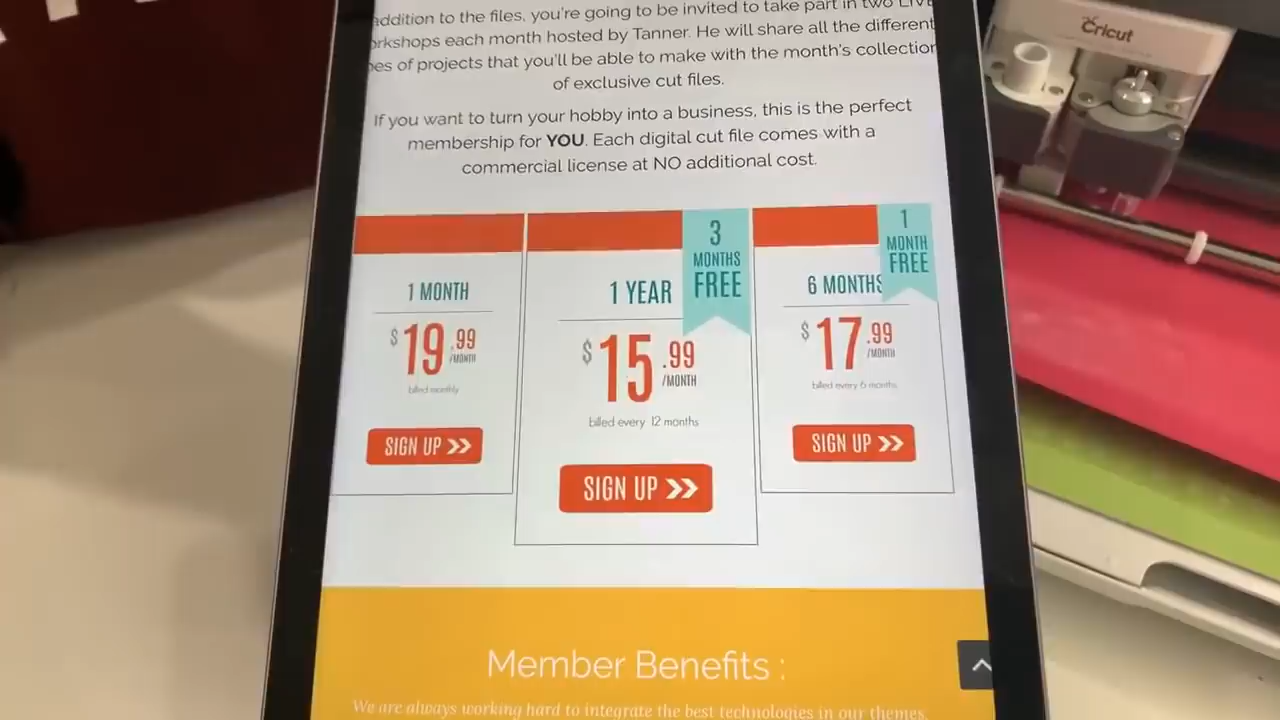 addition to the files, you're going to be invited to take part in two LIVE
workshops each month hosted by Tanner. He will share all the different
of projects that you'll be able to make with the month's collection
of exclusive cut files.
If you want to turn your hobby into a business, this is the perfect
membership for YOU. Each digital cut file comes with a
commercial license at NO additional cost.
1 MONTH
$19.99
/MONTH
billed monthly
SIGN UP >>
3
MONTHS
FREE
1 YEAR
$15.99
/MONTH
billed every 12 months
SIGN UP >>
1
MONTH
FREE
6 MONTHS
$17.99
/MONTH
billed every 6 months
SIGN UP >>
Member Benefits :
We are always working hard to integrate the best technologies in our themes,
Cricut